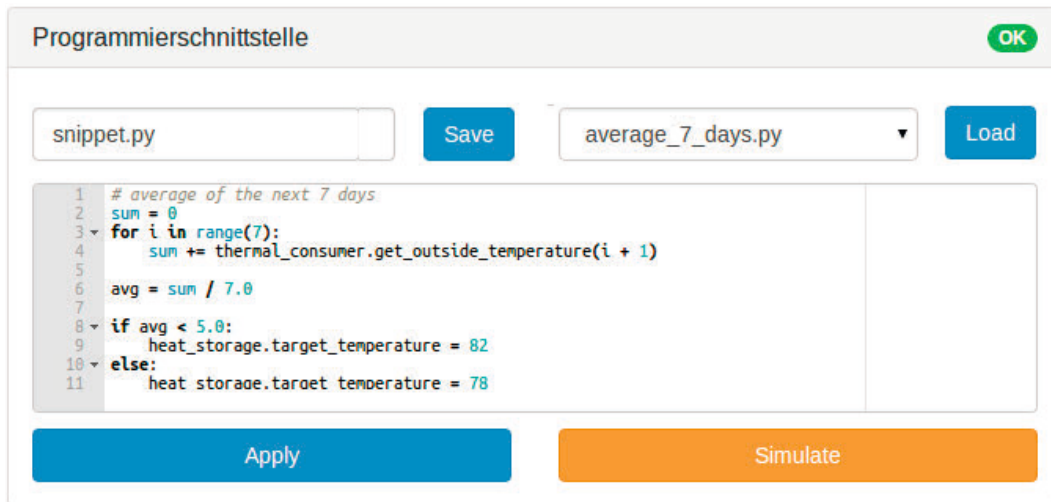 Programmierschnittstelle OK
snippet.py Save average_7_days.py Load
1 # average of the next 7 days
2 sum = 0
3 for i in range(7):
4 sum += thermal_consumer.get_outside_temperature(i + 1)
5
6 avg = sum / 7.0
7
8 if avg < 5.0:
9 heat_storage.target_temperature = 82
10 else:
11 heat_storage.target_temperature = 78
Apply Simulate